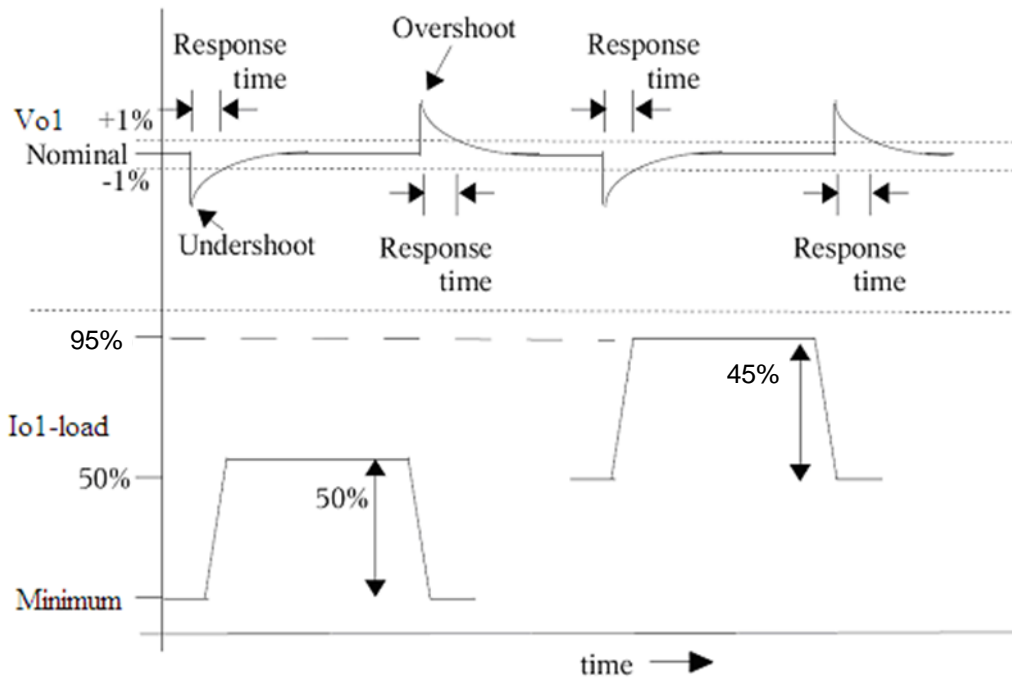 Overshoot
Response
time
Response
time
Vo1
+1%
Nominal
-1%
Undershoot
Response
time
Response
time
95%
45%
Io1-load
50%
50%
Minimum
time